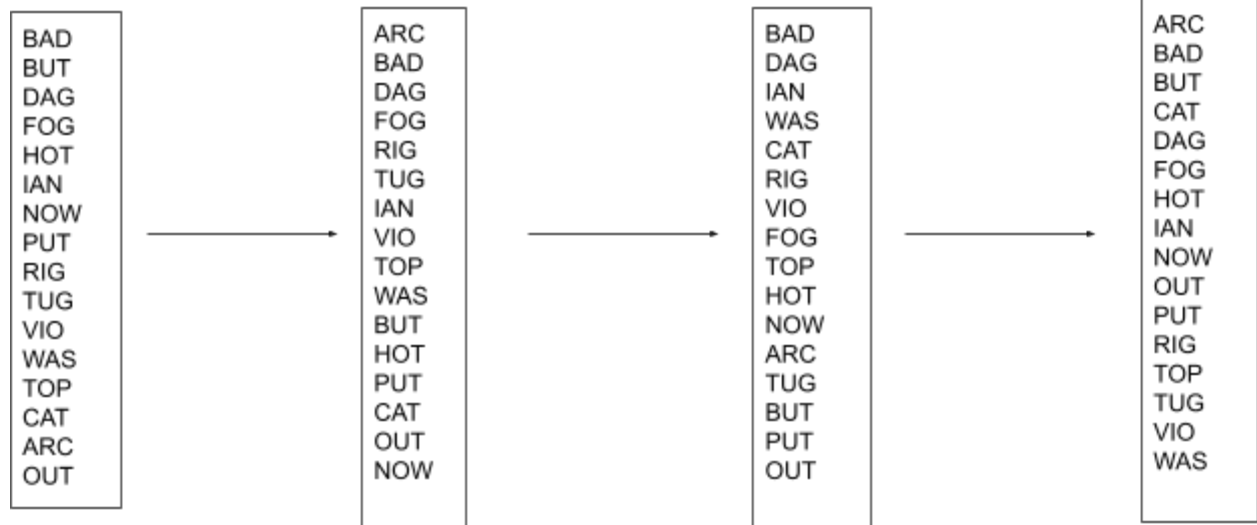 BAD
BUT
DAG
FOG
HOT
IAN
NOW
PUT
RIG
TUG
VIO
WAS
TOP
CAT
ARC
OUT
ARC
BAD
DAG
FOG
RIG
TUG
IAN
VIO
TOP
WAS
BUT
HOT
PUT
CAT
OUT
NOW
BAD
DAG
IAN
WAS
CAT
RIG
VIO
FOG
TOP
HOT
NOW
ARC
TUG
BUT
PUT
OUT
ARC
BAD
BUT
CAT
DAG
FOG
HOT
IAN
NOW
OUT
PUT
RIG
TOP
TUG
VIO
WAS